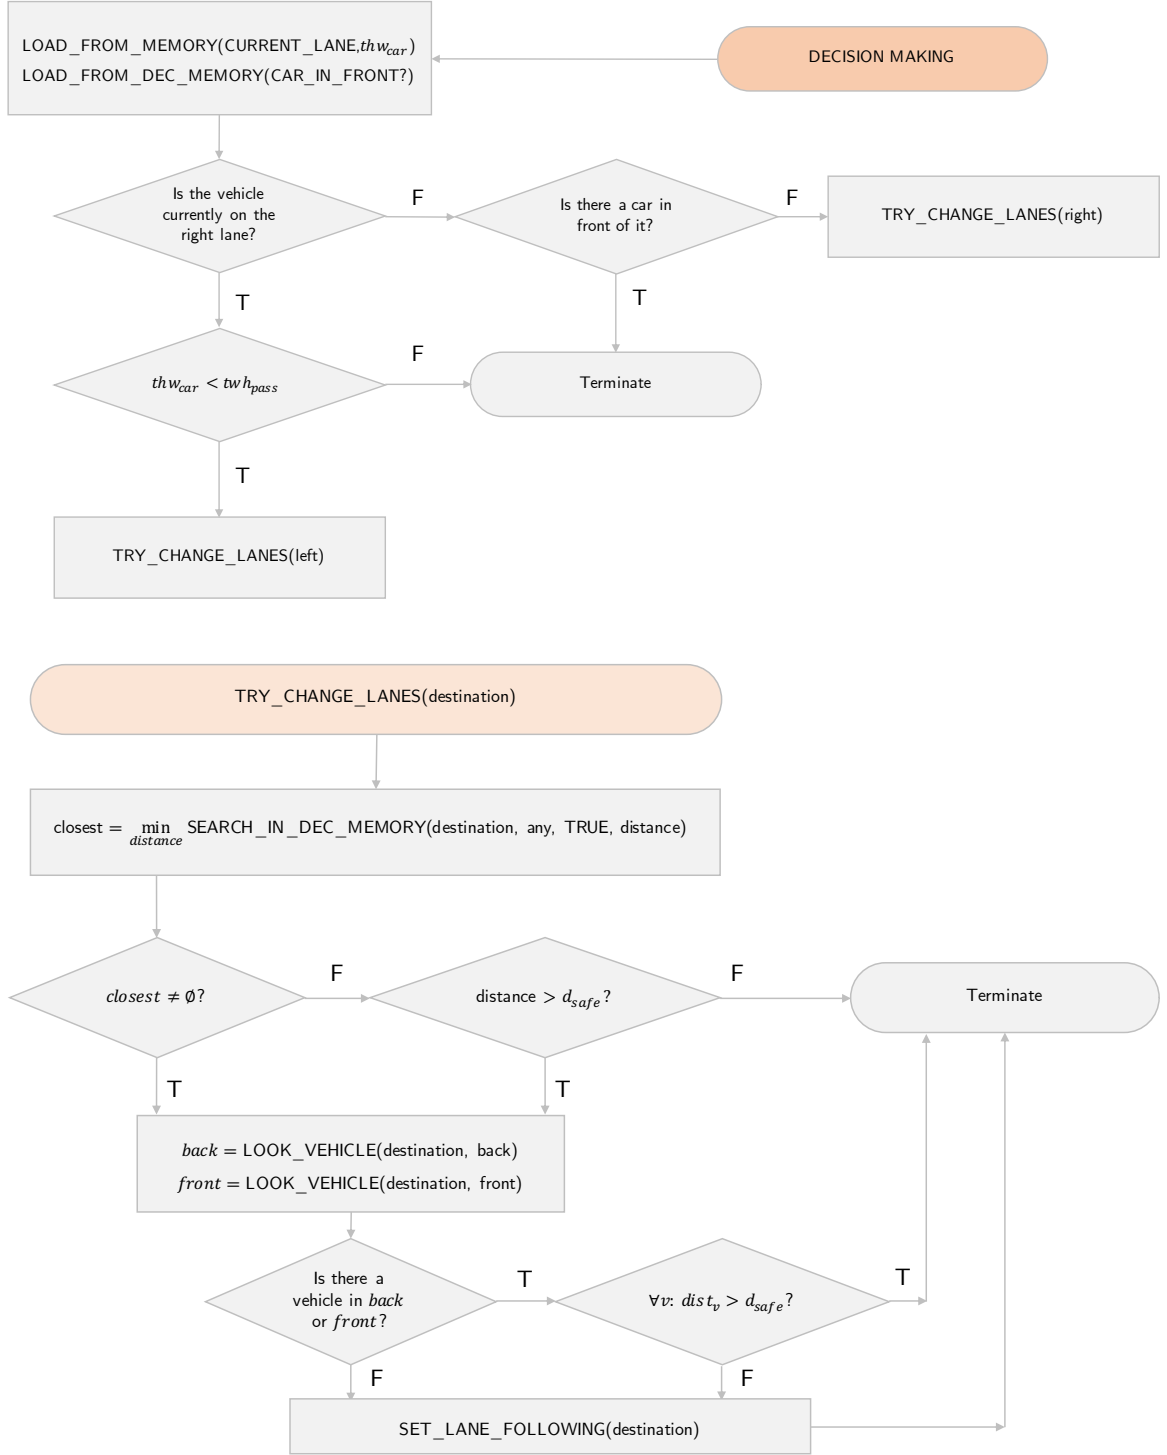 LOAD_FROM_MEMORY(CURRENT_LANE,thw_car)
LOAD_FROM_DEC_MEMORY(CAR_IN_FRONT?)
DECISION MAKING
Is the vehicle
currently on the
right lane?
F
Is there a car in
front of it?
F
TRY_CHANGE_LANES(right)
T
T
thw_car < twh_pass
F
Terminate
T
TRY_CHANGE_LANES(left)
TRY_CHANGE_LANES(destination)
closest = min SEARCH_IN_DEC_MEMORY(destination, any, TRUE, distance)
distance
closest ≠ ∅?
F
distance > d_safe?
F
Terminate
T
T
back = LOOK_VEHICLE(destination, back)
front = LOOK_VEHICLE(destination, front)
Is there a
vehicle in back
or front?
T
∀v: dist_v > d_safe?
T
F
F
SET_LANE_FOLLOWING(destination)